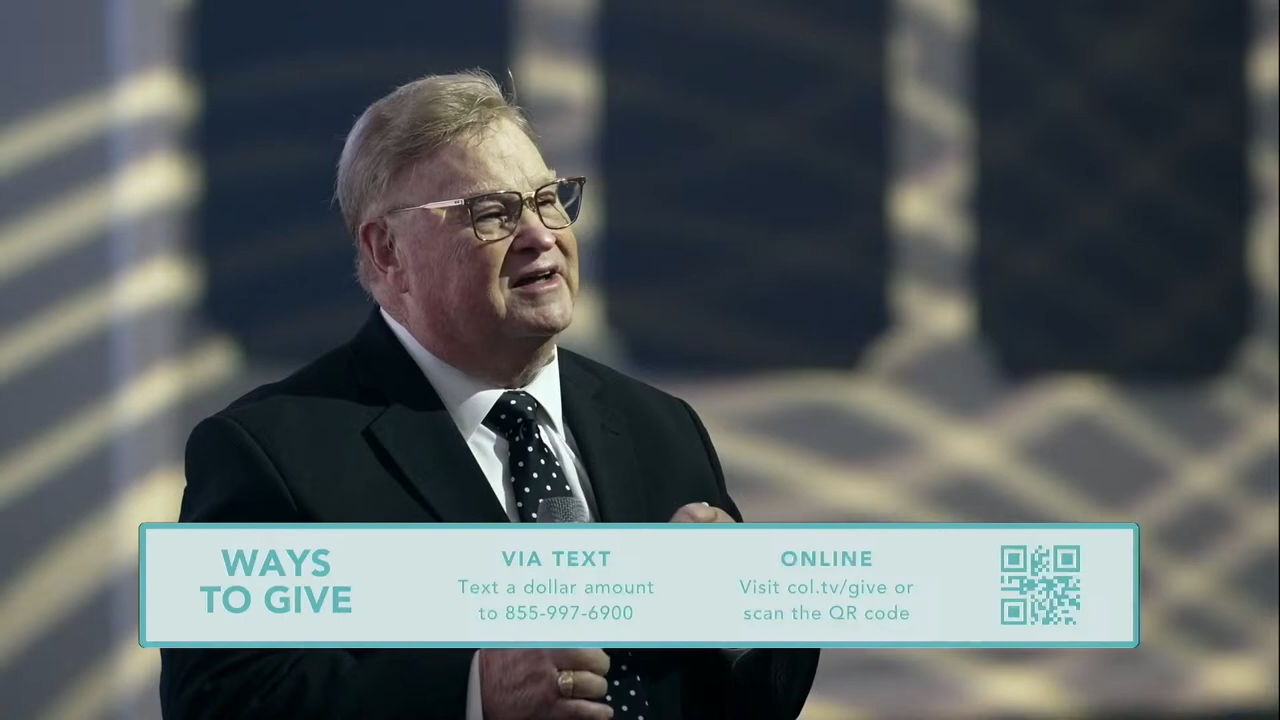 WAYS
TO GIVE
VIA TEXT
Text a dollar amount
to 855-997-6900
ONLINE
Visit col.tv/give or
scan the QR code